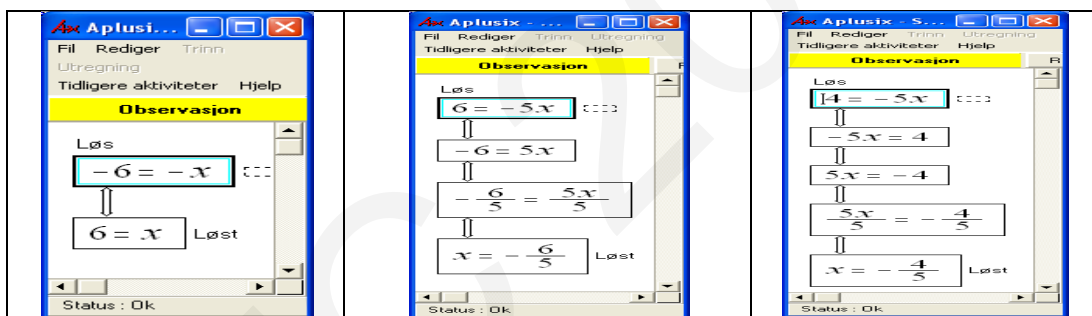 Aplusi...
Fil Rediger Trinn
Utregning
Tidligere aktiviteter Hjelp
Observasjon
Løs
−6 = −x
6 = x Løst
Status : Ok
Aplusix - ...
Fil Rediger Trinn Utregning
Tidligere aktiviteter Hjelp
Observasjon F
Løs
6 = −5x
−6 = 5x
−6/5 = 5x/5
x = −6/5 Løst
Status : Ok
Aplusix - S...
Fil Rediger Trinn Utregning
Tidligere aktiviteter Hjelp
Observasjon R
Løs
4 = −5x
−5x = 4
5x = −4
5x/5 = −4/5
x = −4/5 Løst
Status : Ok